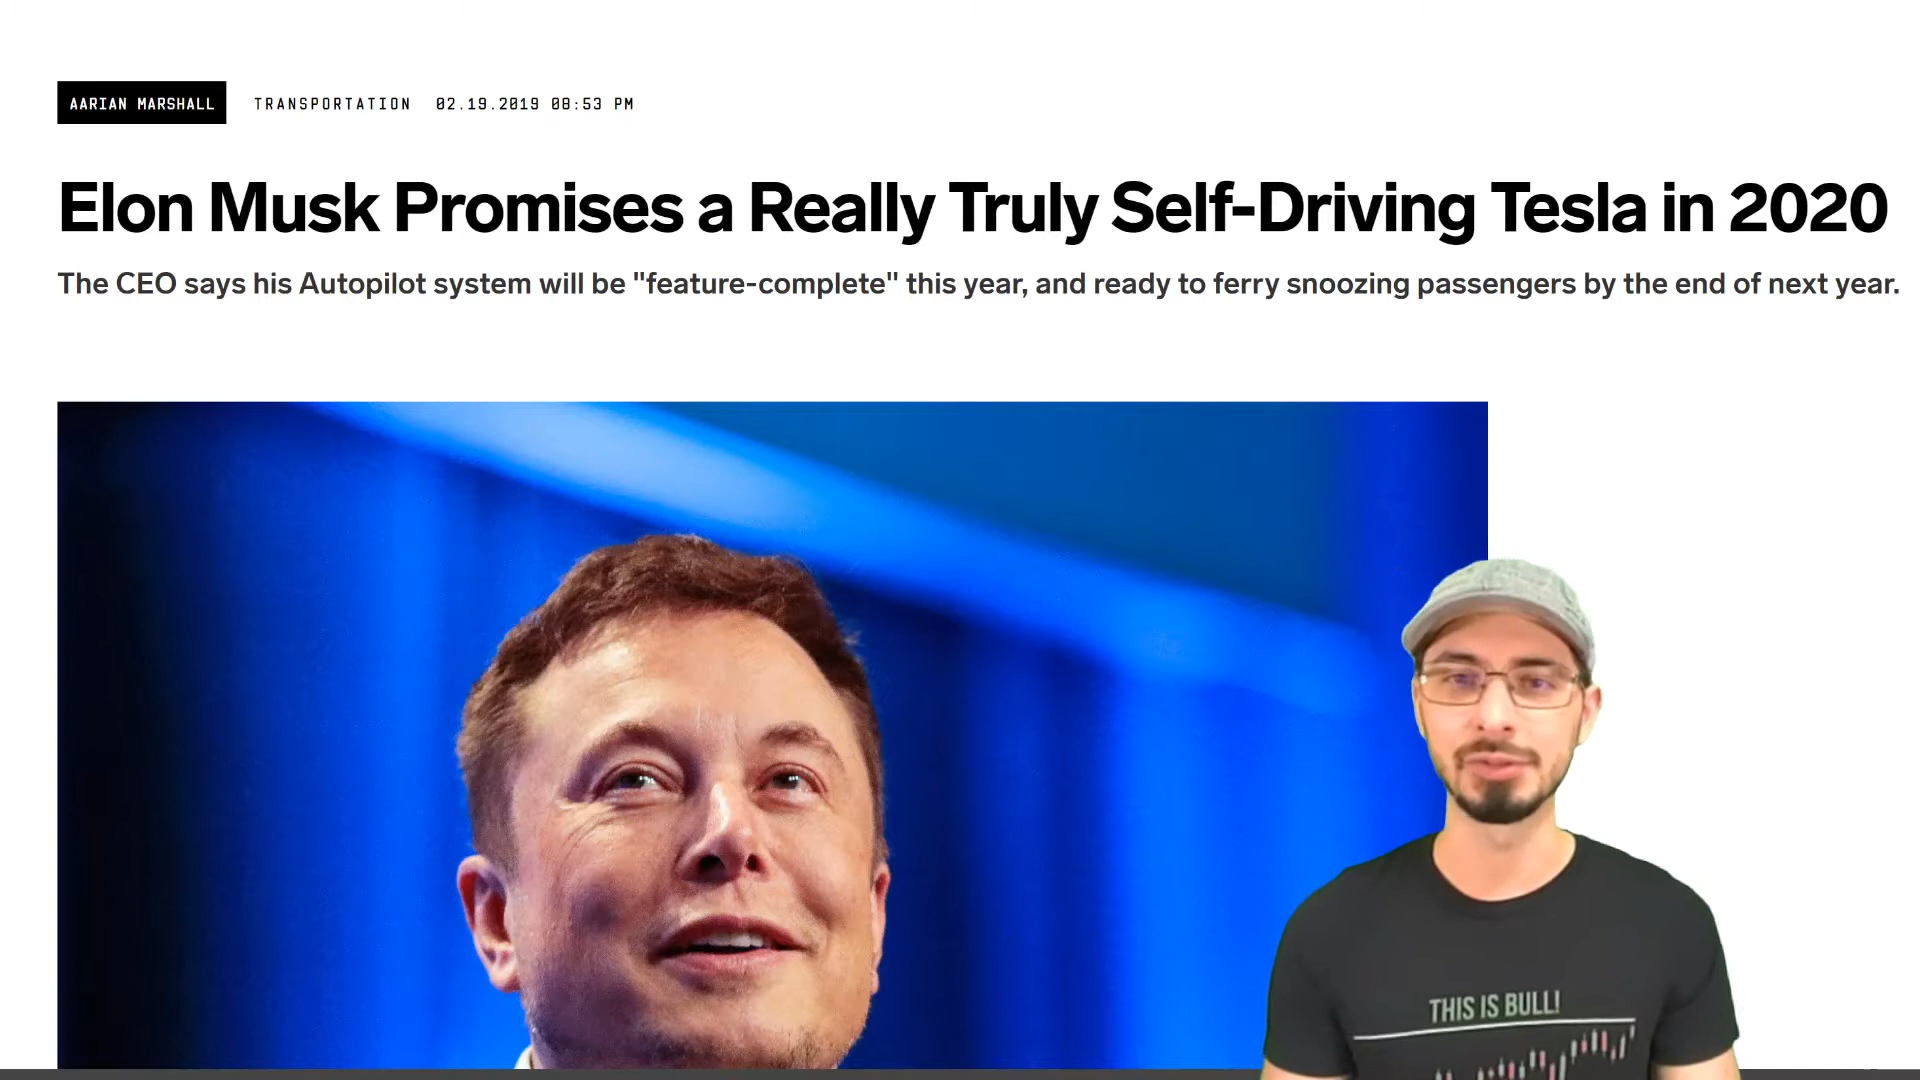 AARIAN MARSHALL TRANSPORTATION 02.19.2019 08:53 PM
Elon Musk Promises a Really Truly Self-Driving Tesla in 2020
The CEO says his Autopilot system will be "feature-complete" this year, and ready to ferry snoozing passengers by the end of next year.
THIS IS BULL!